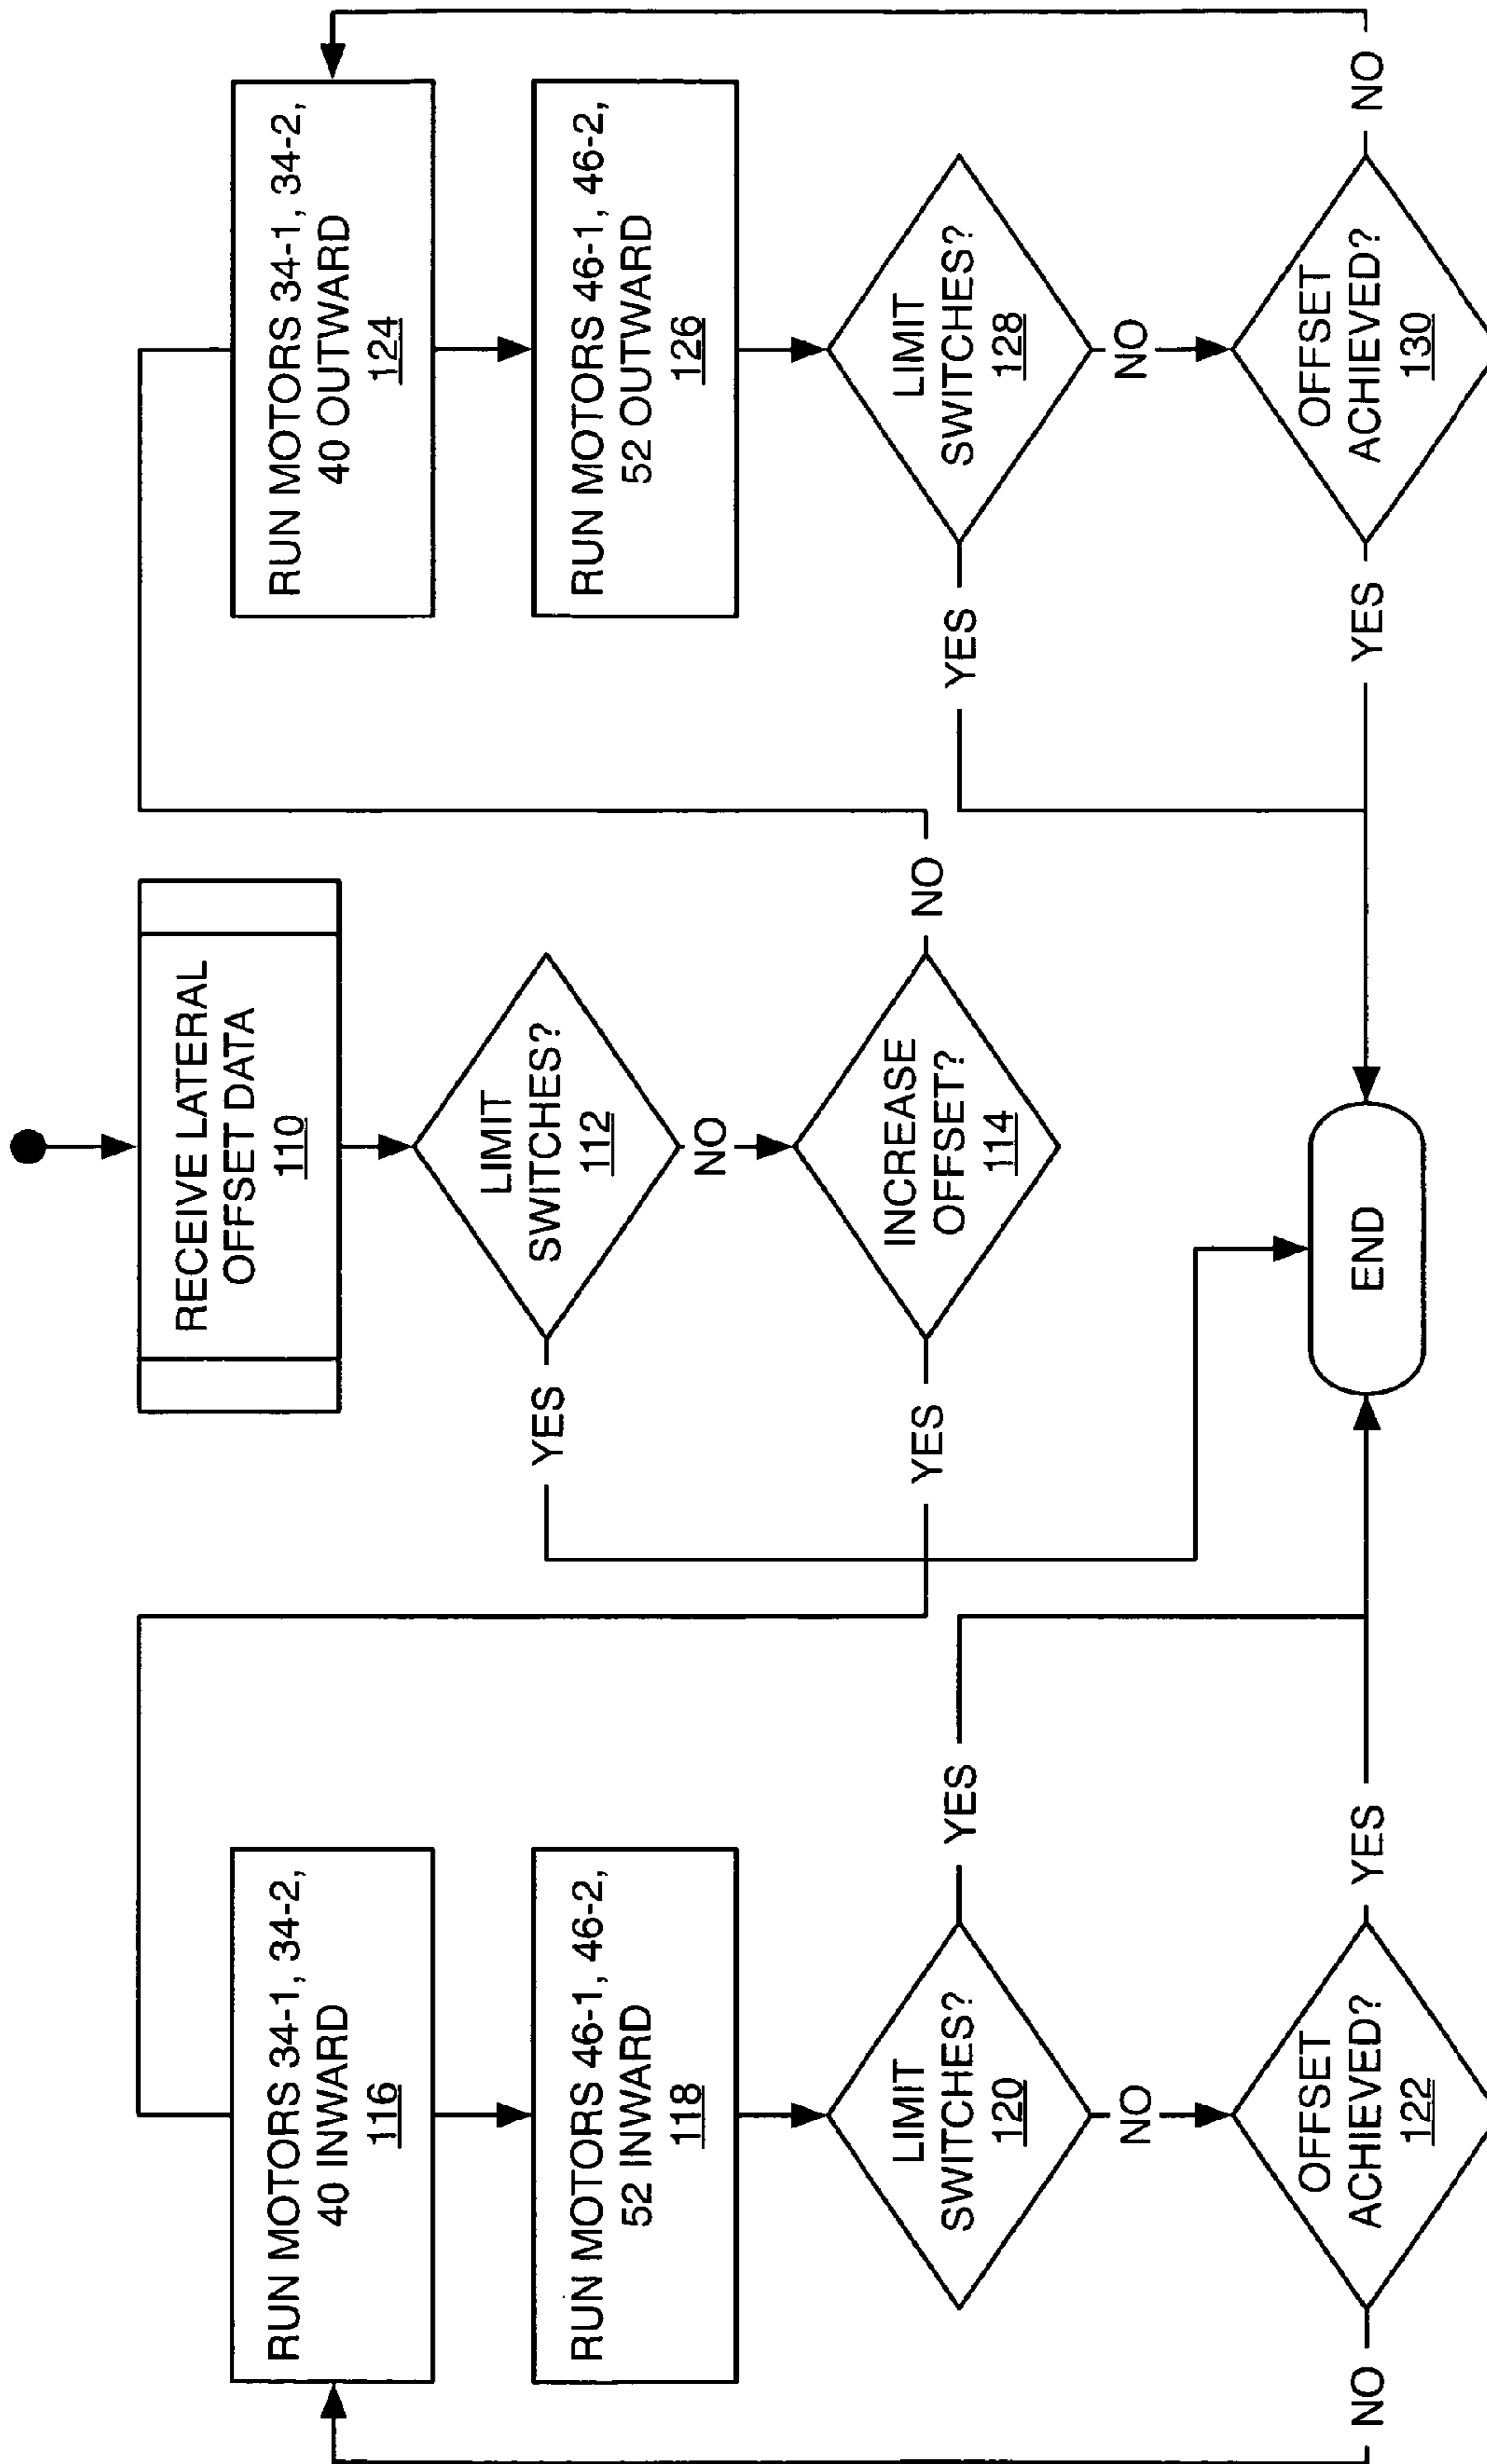 RECEIVE LATERAL
OFFSET DATA
110
LIMIT
SWITCHES?
112
YES
NO
INCREASE
OFFSET?
114
YES
NO
RUN MOTORS 34-1, 34-2,
40 INWARD
116
RUN MOTORS 46-1, 46-2,
52 INWARD
118
LIMIT
SWITCHES?
120
YES
NO
OFFSET
ACHIEVED?
122
NO
YES
END
RUN MOTORS 34-1, 34-2,
40 OUTWARD
124
RUN MOTORS 46-1, 46-2,
52 OUTWARD
126
LIMIT
SWITCHES?
128
YES
NO
OFFSET
ACHIEVED?
130
YES
NO